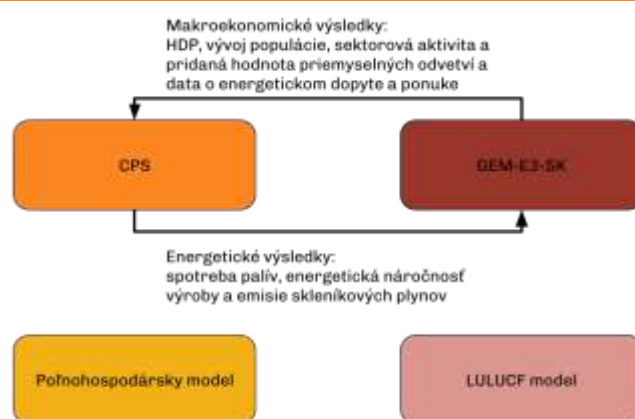 Makroekonomické výsledky:
HDP, vývoj populácie, sektorová aktivita a
pridaná hodnota priemyselných odvetví a
data o energetickom dopyte a ponuke
CPS
GEM-E3-SK
Energetické výsledky:
spotreba palív, energetická náročnosť
výroby a emisie skleníkových plynov
Poľnohospodársky model
LULUCF model